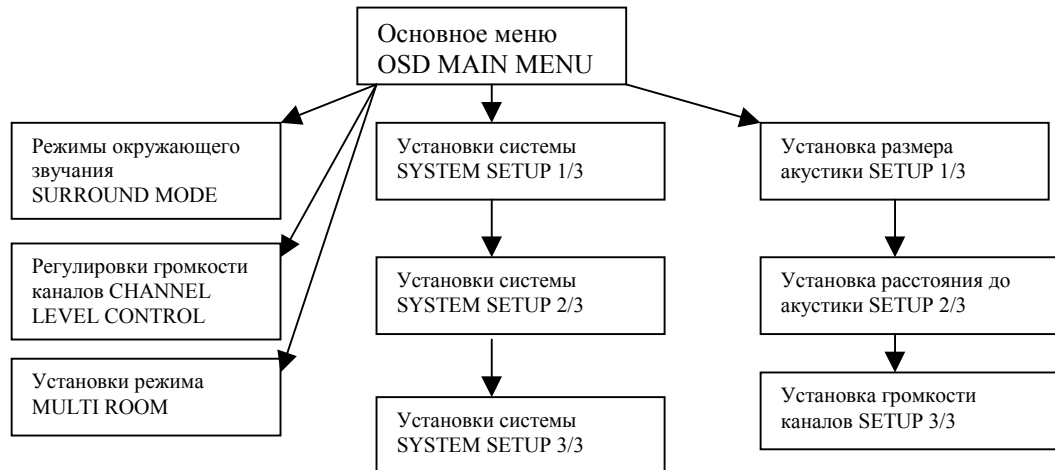 Основное меню
OSD MAIN MENU
Режимы окружающего
звучания
SURROUND MODE
Регулировки громкости
каналов CHANNEL
LEVEL CONTROL
Установки режима
MULTI ROOM
Установки системы
SYSTEM SETUP 1/3
Установки системы
SYSTEM SETUP 2/3
Установки системы
SYSTEM SETUP 3/3
Установка размера
акустики SETUP 1/3
Установка расстояния до
акустики SETUP 2/3
Установка громкости
каналов SETUP 3/3